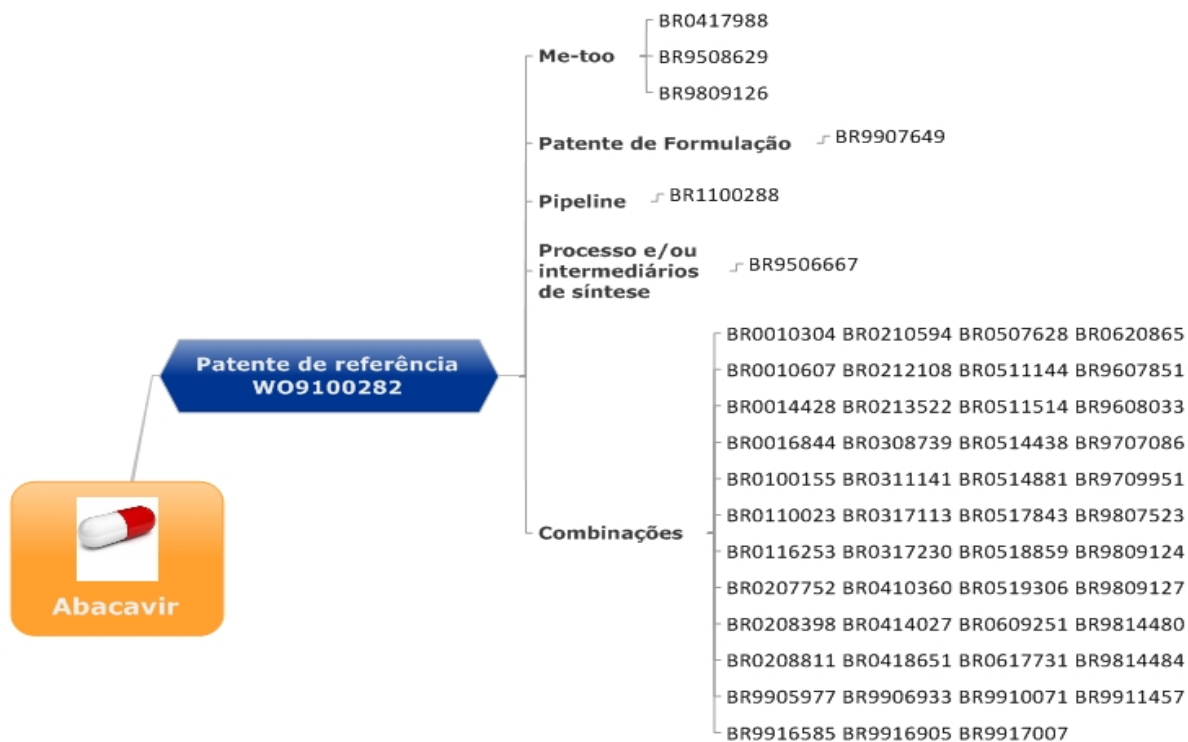 BR0417988
Me-too
BR9508629
BR9809126
Patente de Formulação
BR9907649
Pipeline
BR1100288
Processo e/ou
intermediários
de síntese
BR9506667
Patente de referência
WO9100282
Abacavir
Combinações
BR0010304 BR0210594 BR0507628 BR0620865
BR0010607 BR0212108 BR0511144 BR9607851
BR0014428 BR0213522 BR0511514 BR9608033
BR0016844 BR0308739 BR0514438 BR9707086
BR0100155 BR0311141 BR0514881 BR9709951
BR0110023 BR0317113 BR0517843 BR9807523
BR0116253 BR0317230 BR0518859 BR9809124
BR0207752 BR0410360 BR0519306 BR9809127
BR0208398 BR0414027 BR0609251 BR9814480
BR0208811 BR0418651 BR0617731 BR9814484
BR9905977 BR9906933 BR9910071 BR9911457
BR9916585 BR9916905 BR9917007